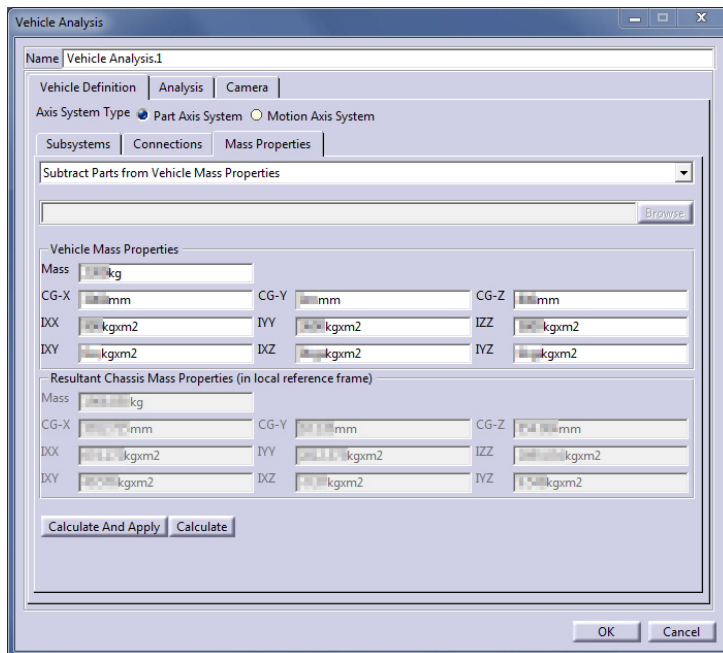 Vehicle Analysis
Name Vehicle Analysis.1
Vehicle Definition Analysis Camera
Axis System Type Part Axis System Motion Axis System
Subsystems Connections Mass Properties
Subtract Parts from Vehicle Mass Properties
Browse
Vehicle Mass Properties
Mass kg
CG-X mm CG-Y mm CG-Z mm
IXX kgxm2 IYY kgxm2 IZZ kgxm2
IXY kgxm2 IXZ kgxm2 IYZ kgxm2
Resultant Chassis Mass Properties (in local reference frame)
Mass kg
CG-X mm CG-Y mm CG-Z mm
IXX kgxm2 IYY kgxm2 IZZ kgxm2
IXY kgxm2 IXZ kgxm2 IYZ kgxm2
Calculate And Apply Calculate
OK Cancel